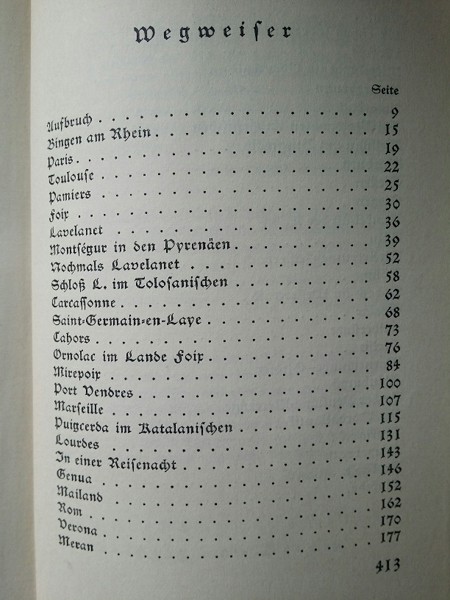 Wegweiſer
Seite
Aufbruch 9
Bingen am Rhein 15
Paris 19
Toulouſe 22
Pamiers 25
Foix 30
Lavelanet 36
Montſégur in den Pyrenäen 39
Nochmals Lavelanet 52
Schloß L. im Toloſaniſchen 58
Carcaſſonne 62
Saint-Germain-en-Laye 68
Cahors 73
Ornolac im Lande Foix 76
Mirepoix 84
Port Vendres 100
Marſeille 107
Puigcerda im Katalaniſchen 115
Lourdes 131
In einer Reiſenacht 143
Genua 146
Mailand 152
Rom 162
Verona 170
Meran 177
413